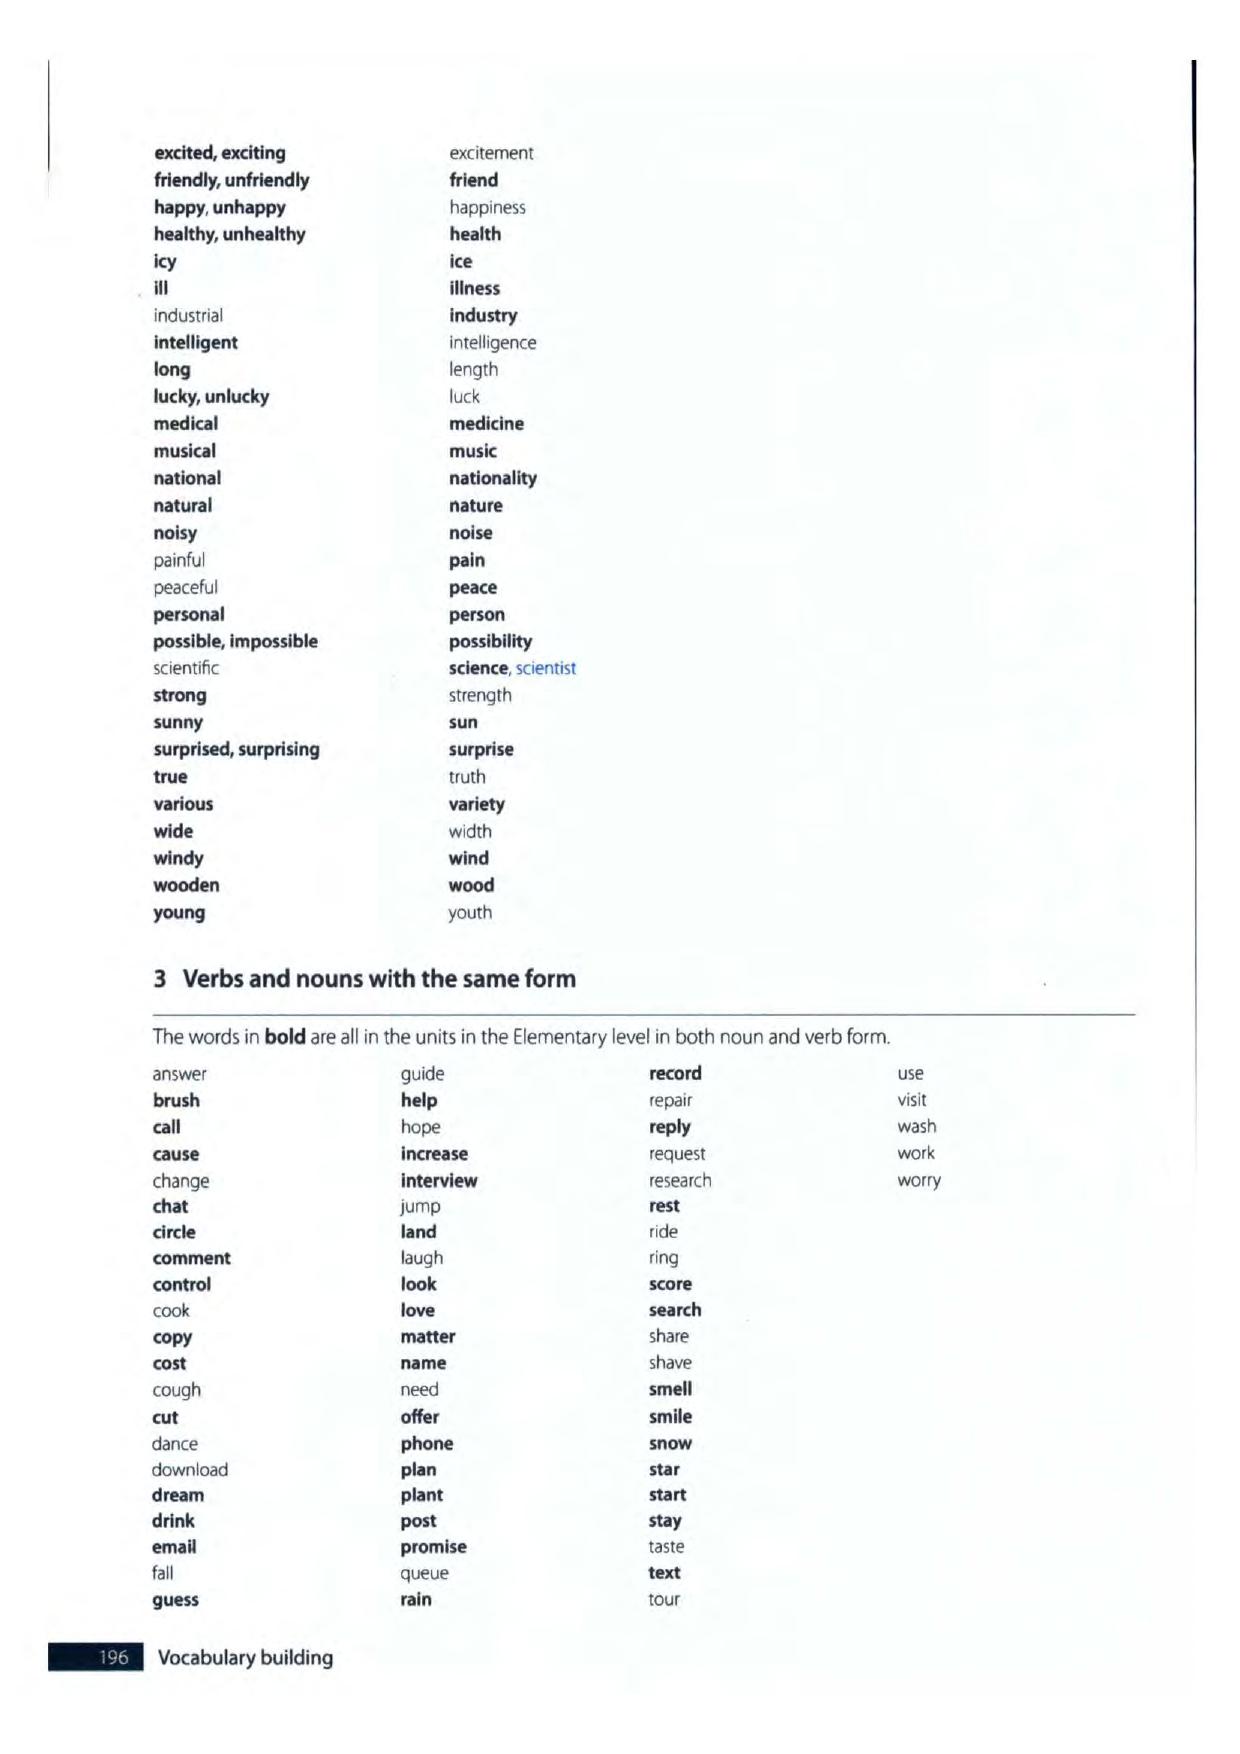 excited, exciting excitement
friendly, unfriendly friend
happy, unhappy happiness
healthy, unhealthy health
icy ice
ill illness
industrial industry
intelligent intelligence
long length
lucky, unlucky luck
medical medicine
musical music
national nationality
natural nature
noisy noise
painful pain
peaceful peace
personal person
possible, impossible possibility
scientific science, scientist
strong strength
sunny sun
surprised, surprising surprise
true truth
various variety
wide width
windy wind
wooden wood
young youth
3 Verbs and nouns with the same form
The words in bold are all in the units in the Elementary level in both noun and verb form.
answer guide record use
brush help repair visit
call hope reply wash
cause increase request work
change interview research worry
chat jump rest
circle land ride
comment laugh ring
control look score
cook love search
copy matter share
cost name shave
cough need smell
cut offer smile
dance phone snow
download plan star
dream plant start
drink post stay
email promise taste
fall queue text
guess rain tour
196 Vocabulary building